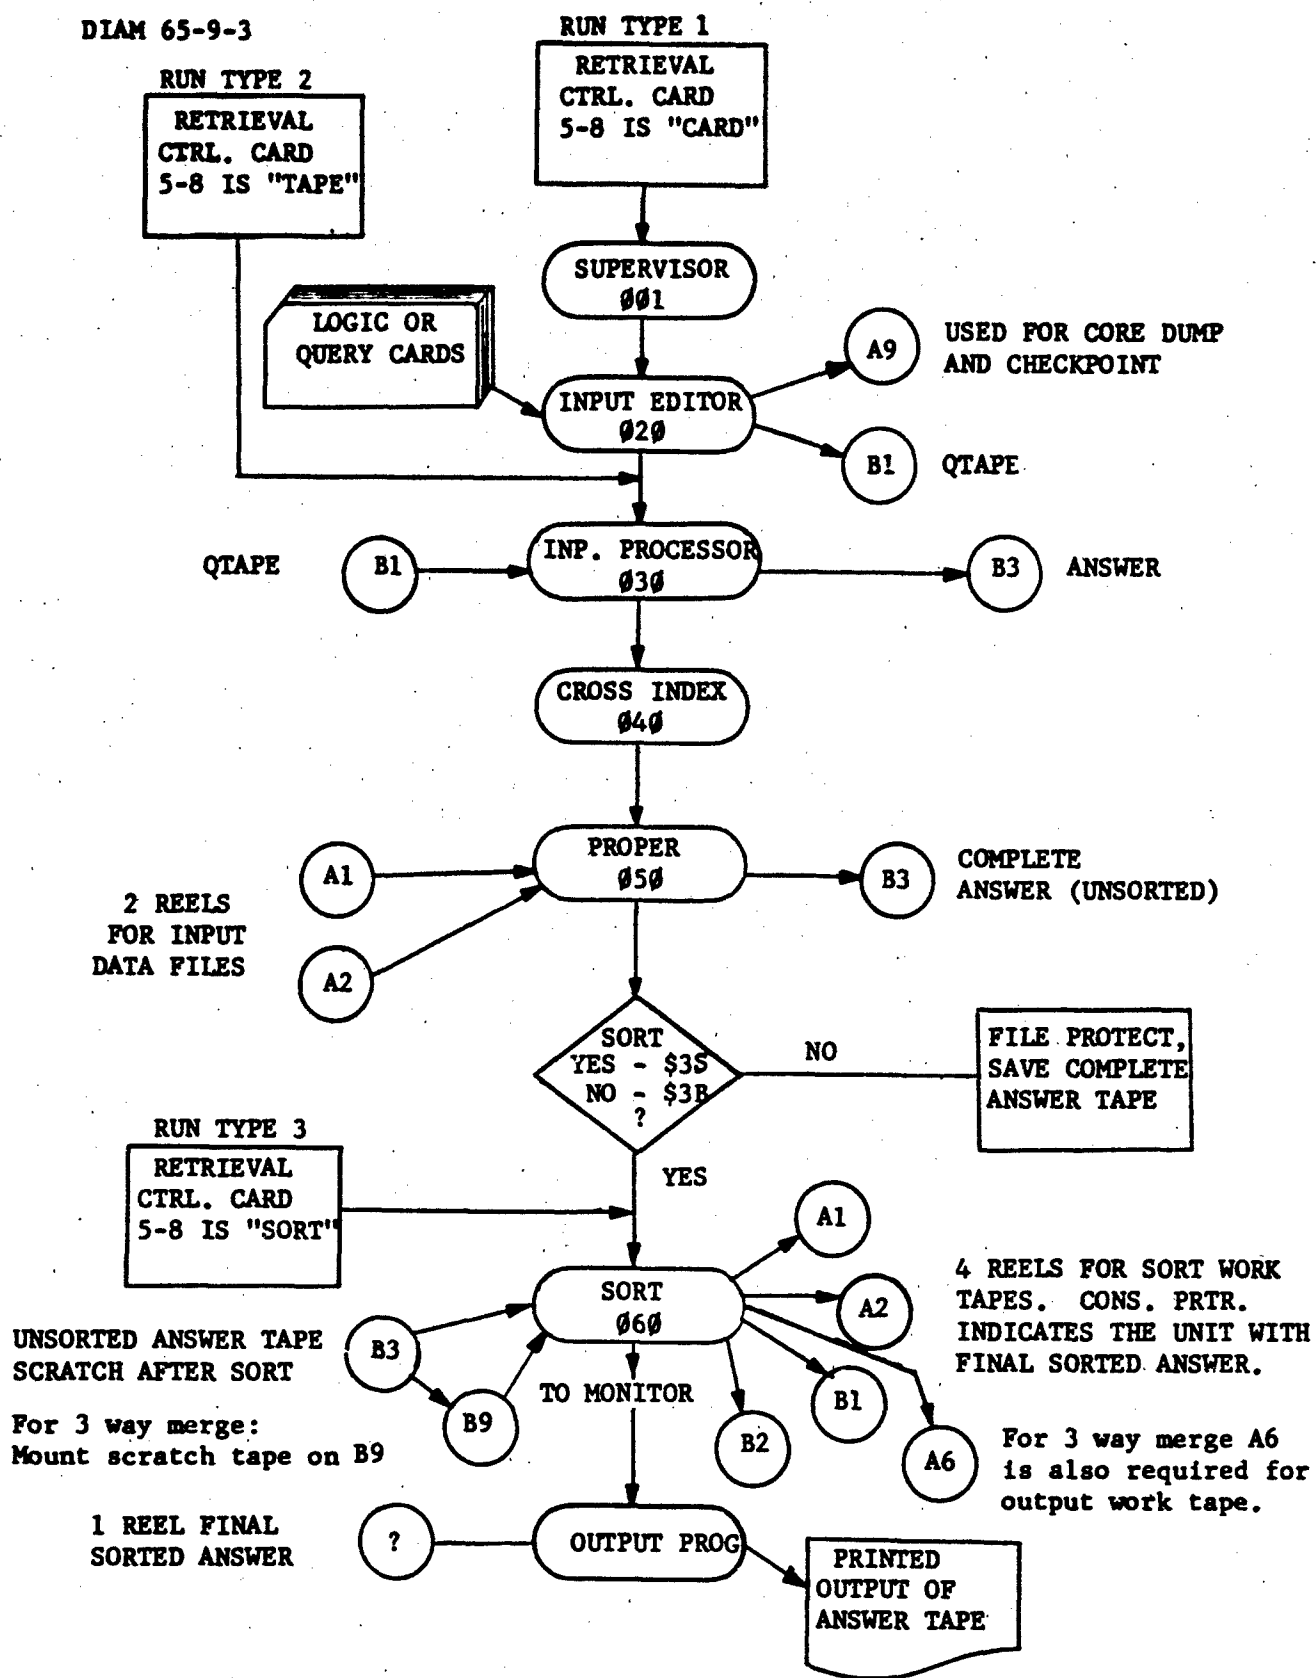 DIAM 65-9-3
RUN TYPE 1
RETRIEVAL
CTRL. CARD
5-8 IS "CARD"
RUN TYPE 2
RETRIEVAL
CTRL. CARD
5-8 IS "TAPE"
SUPERVISOR
ØØ1
LOGIC OR
QUERY CARDS
INPUT EDITOR
Ø2Ø
A9
USED FOR CORE DUMP
AND CHECKPOINT
B1
QTAPE
QTAPE
B1
INP. PROCESSOR
Ø3Ø
B3
ANSWER
CROSS INDEX
Ø4Ø
PROPER
Ø5Ø
A1
A2
2 REELS
FOR INPUT
DATA FILES
B3
COMPLETE
ANSWER (UNSORTED)
SORT
YES - $3S
NO - $3B
?
NO
FILE PROTECT,
SAVE COMPLETE
ANSWER TAPE
YES
RUN TYPE 3
RETRIEVAL
CTRL. CARD
5-8 IS "SORT"
SORT
Ø6Ø
A1
A2
B1
B2
A6
4 REELS FOR SORT WORK
TAPES. CONS. PRTR.
INDICATES THE UNIT WITH
FINAL SORTED ANSWER.
UNSORTED ANSWER TAPE
SCRATCH AFTER SORT
B3
B9
For 3 way merge:
Mount scratch tape on B9
TO MONITOR
For 3 way merge A6
is also required for
output work tape.
1 REEL FINAL
SORTED ANSWER
?
OUTPUT PROG
PRINTED
OUTPUT OF
ANSWER TAPE